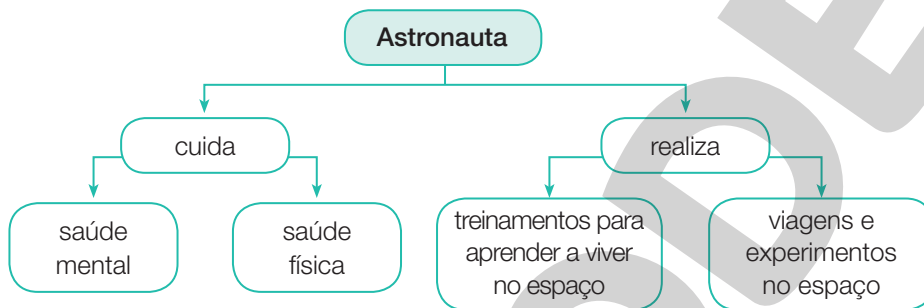 Astronauta
cuida
realiza
saúde
mental
saúde
física
treinamentos para
aprender a viver
no espaço
viagens e
experimentos
no espaço